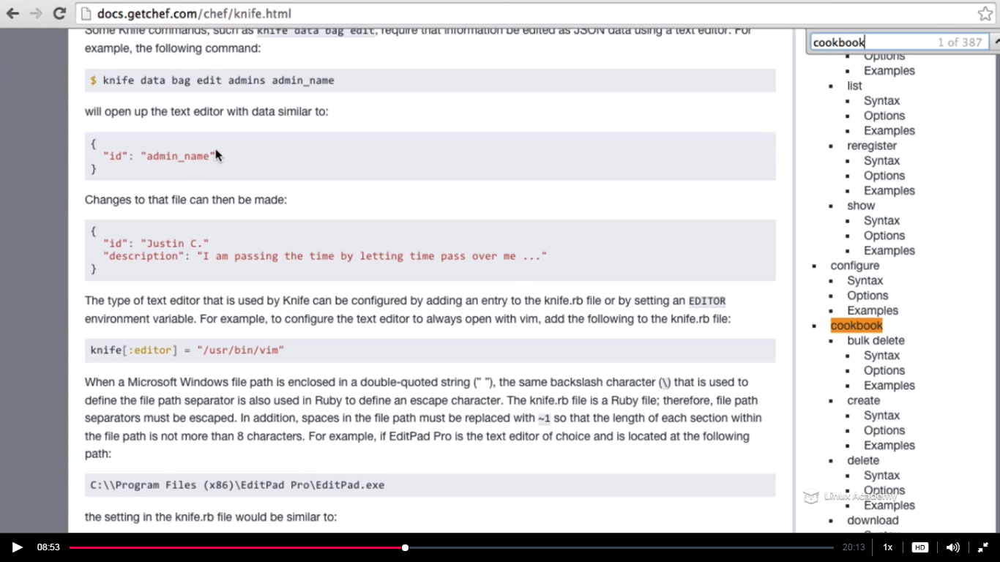 docs.getchef.com/chef/knife.html
Some Knife commands, such as knife data bag edit, require that information be edited as JSON data using a text editor. For
example, the following command:
$ knife data bag edit admins admin_name
will open up the text editor with data similar to:
{
"id": "admin_name"
}
Changes to that file can then be made:
{
"id": "Justin C."
"description": "I am passing the time by letting time pass over me ..."
}
The type of text editor that is used by Knife can be configured by adding an entry to the knife.rb file or by setting an EDITOR
environment variable. For example, to configure the text editor to always open with vim, add the following to the knife.rb file:
knife[:editor] = "/usr/bin/vim"
When a Microsoft Windows file path is enclosed in a double-quoted string (" "), the same backslash character (\) that is used to
define the file path separator is also used in Ruby to define an escape character. The knife.rb file is a Ruby file; therefore, file path
separators must be escaped. In addition, spaces in the file path must be replaced with ~1 so that the length of each section within
the file path is not more than 8 characters. For example, if EditPad Pro is the text editor of choice and is located at the following
path:
C:\\Program Files (x86)\EditPad Pro\EditPad.exe
the setting in the knife.rb file would be similar to:
cookbook 1 of 387
Options
Examples
list
Syntax
Options
Examples
reregister
Syntax
Options
Examples
show
Syntax
Options
Examples
configure
Syntax
Options
Examples
cookbook
bulk delete
Syntax
Options
Examples
create
Syntax
Options
Examples
delete
Syntax
Options
Linux Academy
Examples
download
08:53
20:13
1x
HD